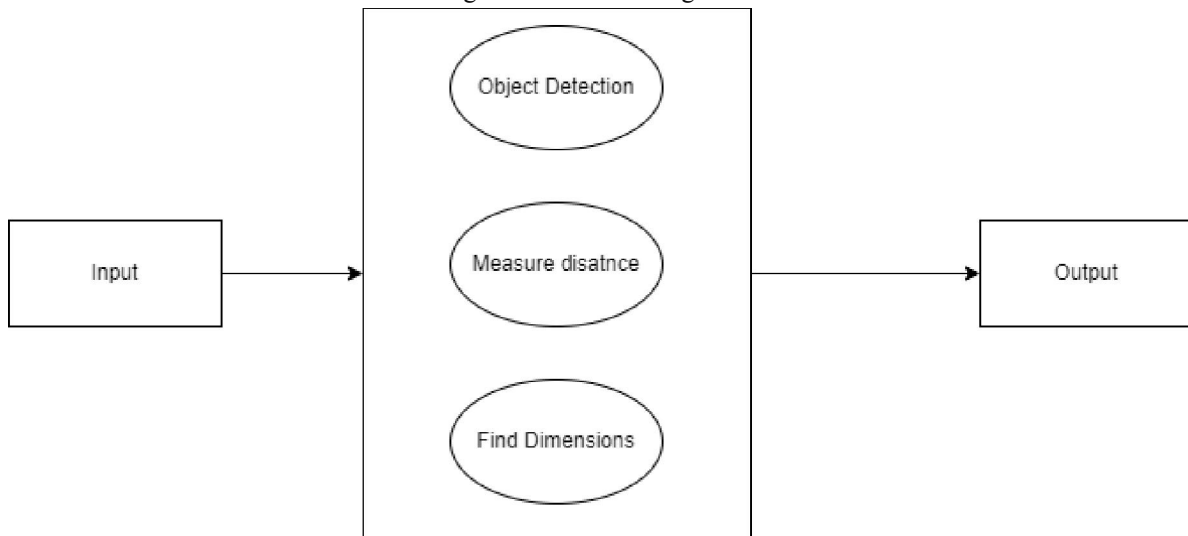 Object Detection
Input
Measure disatnce
Output
Find Dimensions